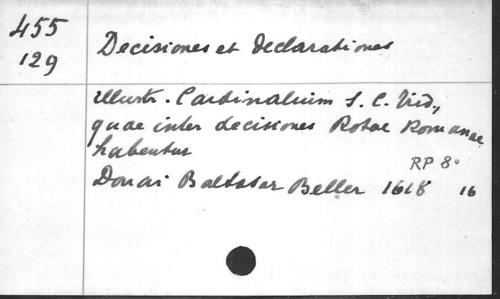 455
129
Decisiones et declarationes
illustr. Cardinalium S. C. Trid,
quae inter decisiones Rotae Romanae
habentur
RP 8°
Douai Baltasar Beller 1618 16